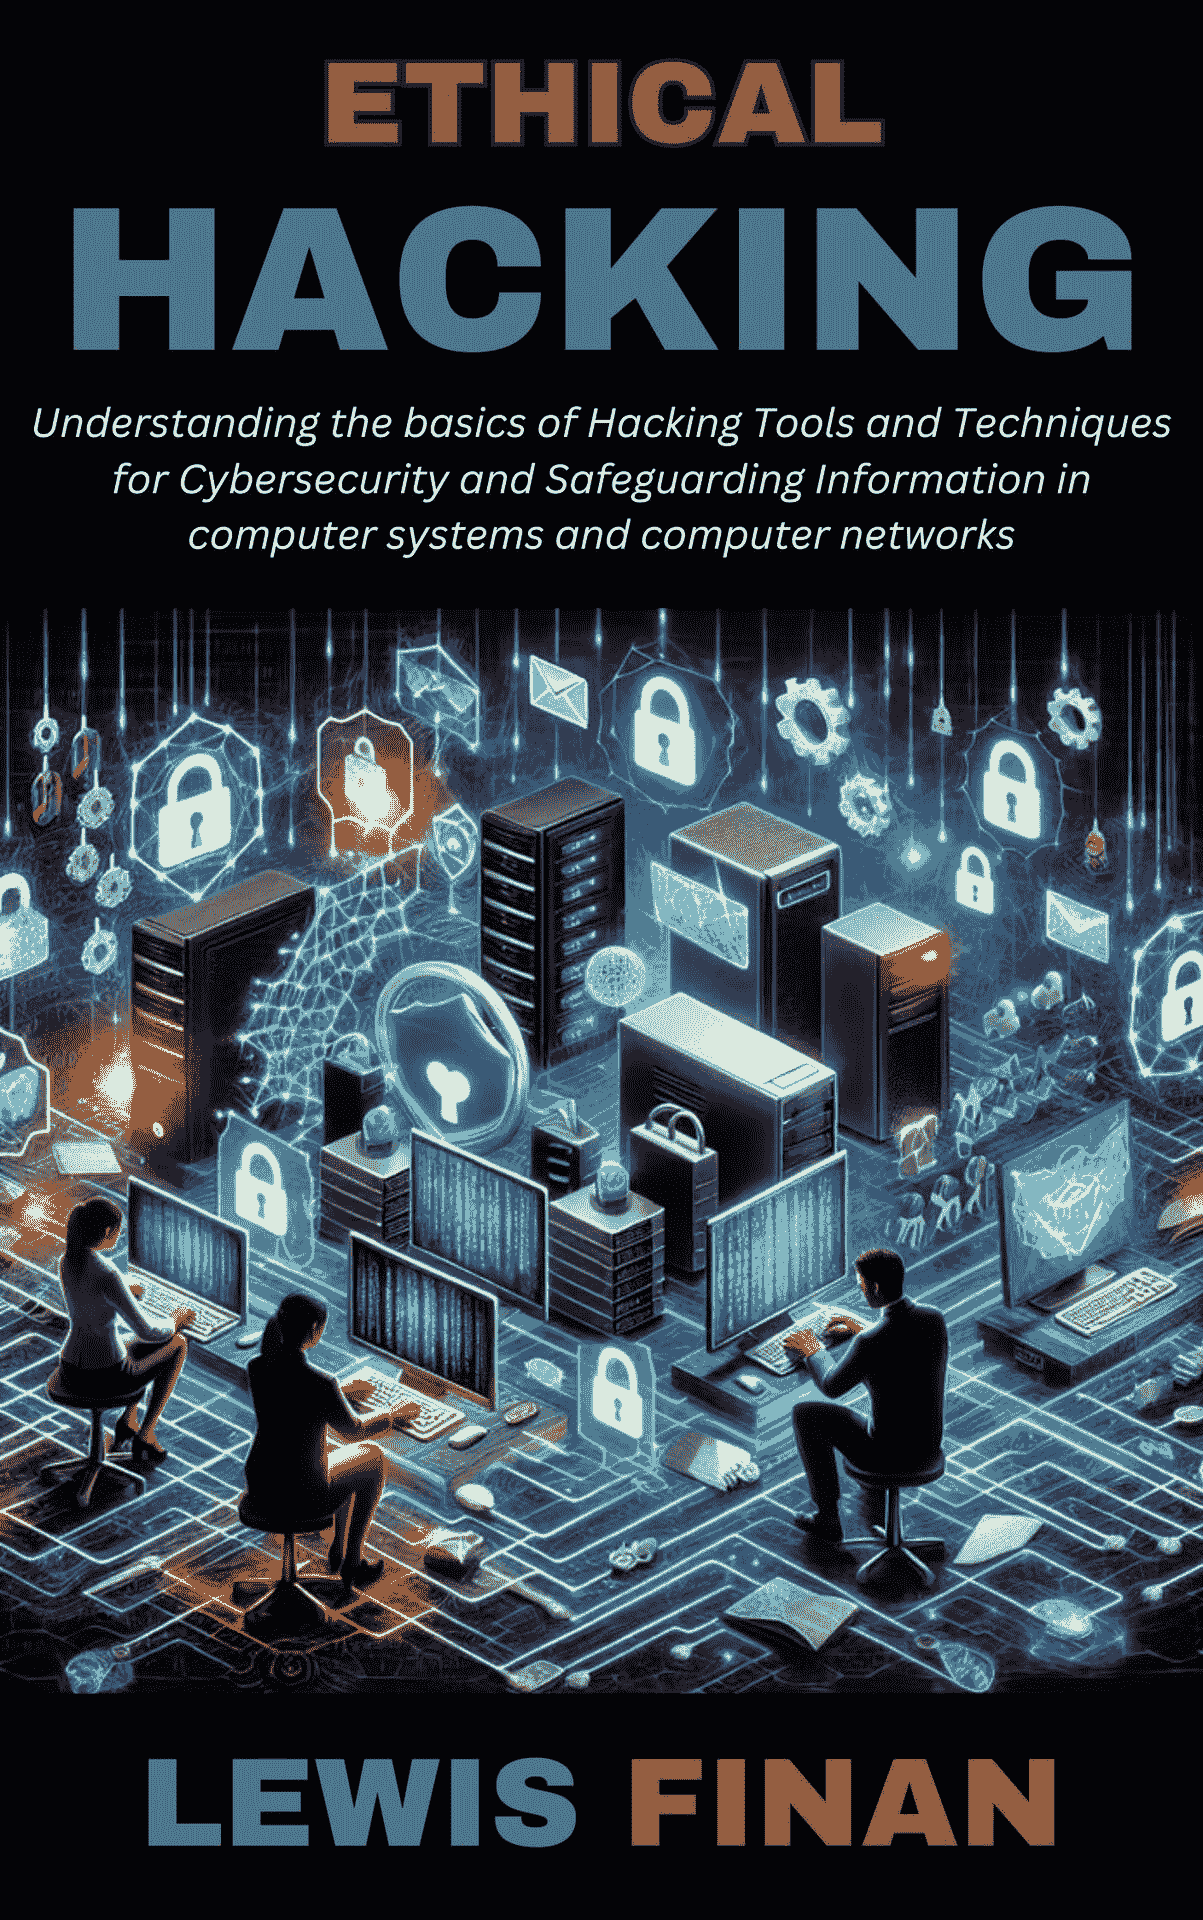 ETHICAL
HACKING
Understanding the basics of Hacking Tools and Techniques
for Cybersecurity and Safeguarding Information in
computer systems and computer networks
LEWIS FINAN